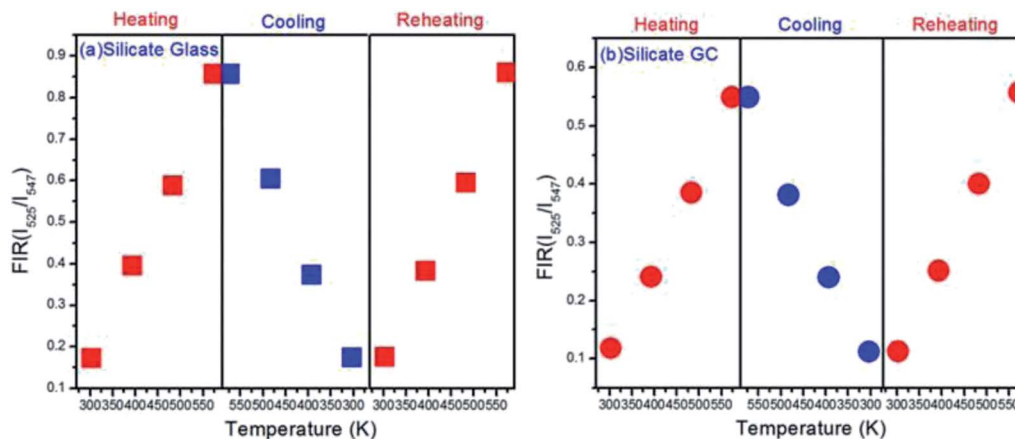 Heating Cooling Reheating
(a)Silicate Glass
0.9
0.8
0.7
0.6
0.5
0.4
0.3
0.2
0.1
FIR(I525/I547)
300350400450500550 550500450400350300 300350400450500550
Temperature (K)
Heating Cooling Reheating
(b)Silicate GC
0.6
0.5
0.4
0.3
0.2
0.1
FIR(I525/I547)
300350400450500550 550500450400350300 300350400450500550
Temperature (K)